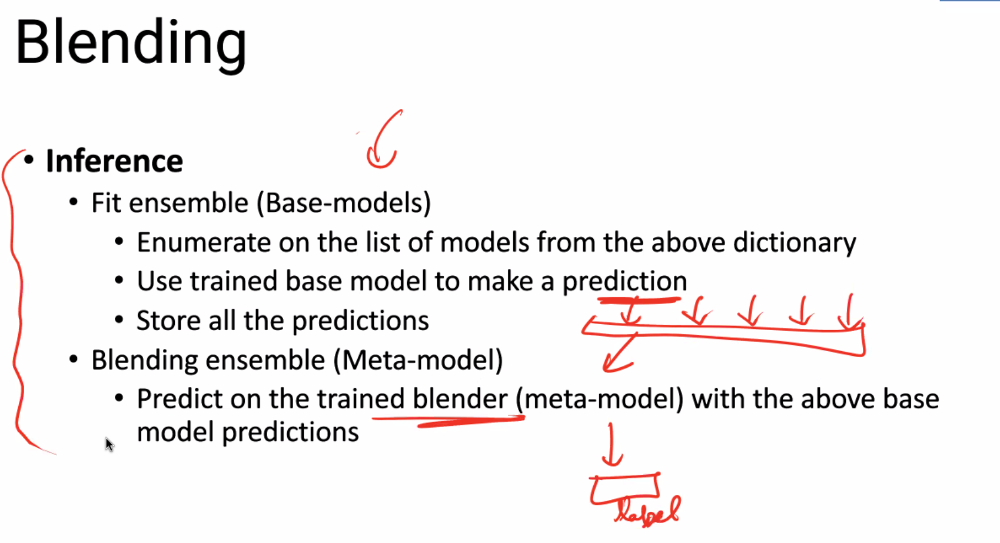 Blending
• Inference
• Fit ensemble (Base-models)
• Enumerate on the list of models from the above dictionary
• Use trained base model to make a prediction
• Store all the predictions
• Blending ensemble (Meta-model)
• Predict on the trained blender (meta-model) with the above base
model predictions
label